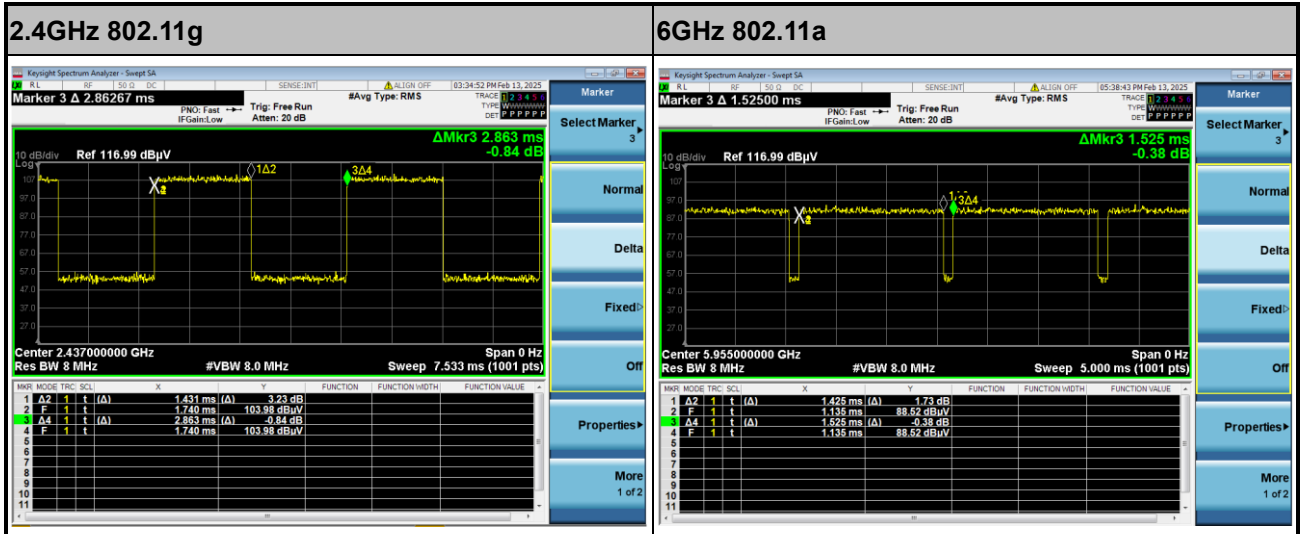 2.4GHz 802.11g
Keysight Spectrum Analyzer - Swept SA
RL RF 50 Ω DC SENSE:INT ALIGN OFF 03:34:52 PM Feb 13, 2025
Marker 3 Δ 2.86267 ms
#Avg Type: RMS
TRACE 1 2 3 4 5 6
TYPE W W W W W W
DET P P P P P P
PNO: Fast
IFGain:Low
Trig: Free Run
Atten: 20 dB
ΔMkr3 2.863 ms
-0.84 dB
10 dB/div Ref 116.99 dBµV
Log
1Δ2
3Δ4
107
97.0
87.0
77.0
67.0
57.0
47.0
37.0
27.0
Center 2.437000000 GHz Span 0 Hz
Res BW 8 MHz #VBW 8.0 MHz Sweep 7.533 ms (1001 pts)
MKR MODE TRC SCL X Y FUNCTION FUNCTION WIDTH FUNCTION VALUE
1 Δ2 1 t (Δ) 1.431 ms (Δ) 3.23 dB
2 F 1 t 1.740 ms 103.98 dBµV
3 Δ4 1 t (Δ) 2.863 ms (Δ) -0.84 dB
4 F 1 t 1.740 ms 103.98 dBµV
5
6
7
8
9
10
11
Marker
Select Marker
3
Normal
Delta
Fixed
Off
Properties
More
1 of 2
6GHz 802.11a
Keysight Spectrum Analyzer - Swept SA
RL RF 50 Ω DC SENSE:INT ALIGN OFF 05:38:43 PM Feb 13, 2025
Marker 3 Δ 1.52500 ms
#Avg Type: RMS
TRACE 1 2 3 4 5 6
TYPE W W W W W W
DET P P P P P P
PNO: Fast
IFGain:Low
Trig: Free Run
Atten: 20 dB
ΔMkr3 1.525 ms
-0.38 dB
10 dB/div Ref 116.99 dBµV
Log
3Δ4
107
97.0
87.0
77.0
67.0
57.0
47.0
37.0
27.0
Center 5.955000000 GHz Span 0 Hz
Res BW 8 MHz #VBW 8.0 MHz Sweep 5.000 ms (1001 pts)
MKR MODE TRC SCL X Y FUNCTION FUNCTION WIDTH FUNCTION VALUE
1 Δ2 1 t (Δ) 1.425 ms (Δ) 1.73 dB
2 F 1 t 1.135 ms 88.52 dBµV
3 Δ4 1 t (Δ) 1.525 ms (Δ) -0.38 dB
4 F 1 t 1.135 ms 88.52 dBµV
5
6
7
8
9
10
11
Marker
Select Marker
3
Normal
Delta
Fixed
Off
Properties
More
1 of 2